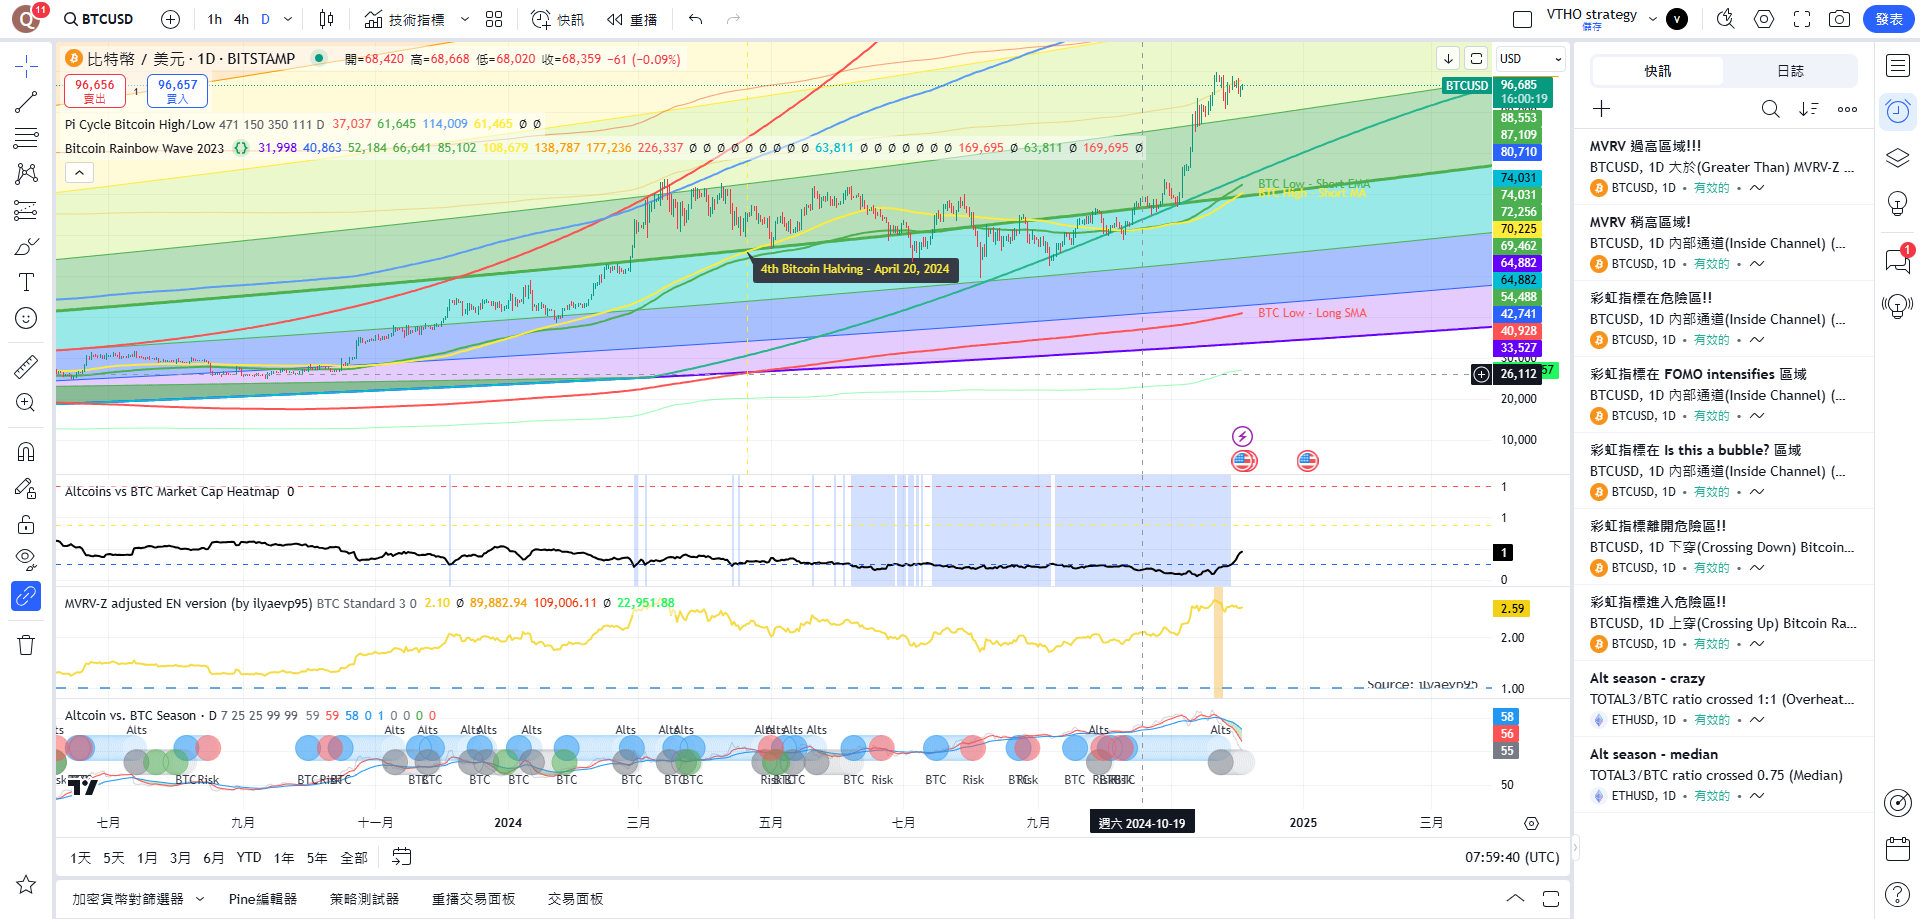 Q 11 BTCUSD 1h 4h D 技術指標 快訊 重播 VTHO strategy 儲存 V 發表
比特幣 / 美元 · 1D · BITSTAMP 開=68,420 高=68,668 低=68,020 收=68,359 −61 (−0.09%)
96,656 賣出 1 96,657 買入
Pi Cycle Bitcoin High/Low 471 150 350 111 D 37,037 61,645 114,009 61,465 Ø Ø
Bitcoin Rainbow Wave 2023 31,998 40,863 52,184 66,641 85,102 108,679 138,787 177,236 226,337 Ø Ø Ø Ø Ø Ø Ø Ø Ø 63,811 Ø Ø Ø Ø Ø Ø Ø 169,695 Ø 63,811 Ø 169,695 Ø
USD
BTCUSD 96,685
16:00:19
88,553
87,109
80,710
74,031
74,031
72,256
70,225
69,462
64,882
64,882
54,488
42,741
40,928
33,527
30,000
26,112
20,000
10,000
BTC Low - Short EMA
BTC High - Short MA
4th Bitcoin Halving - April 20, 2024
BTC Low - Long SMA
Altcoins vs BTC Market Cap Heatmap 0
1
1
1
0
MVRV-Z adjusted EN version (by ilyaevp95) BTC Standard 3 0 2.10 Ø 89,882.94 109,006.11 Ø 22,951.88
2.59
2.00
1.00
Source: ilyaevp95
Altcoin vs. BTC Season · D 7 25 25 99 99 59 59 58 0 1 0 0 0 0
58
56
55
50
Alts Alts Alts Alts Alts Alts Alts Alts Alts Alts Alts Alts Alts Alts
BTC Risk BTC Risk BTC BTC BTC BTC BTC BTC BTC BTC BTC Risk BTC BTC BTC Risk BTC Risk BTC Risk BTC Risk BTC
七月 九月 十一月 2024 三月 五月 七月 九月 週六 2024-10-19 2025 三月
1天 5天 1月 3月 6月 YTD 1年 5年 全部 07:59:40 (UTC)
加密貨幣對篩選器 Pine編輯器 策略測試器 重播交易面板 交易面板
快訊 日誌
MVRV 過高區域!!!
BTCUSD, 1D 大於(Greater Than) MVRV-Z ...
BTCUSD, 1D • 有效的 •
MVRV 稍高區域!
BTCUSD, 1D 內部通道(Inside Channel) (...
BTCUSD, 1D • 有效的 •
彩虹指標在危險區!!
BTCUSD, 1D 內部通道(Inside Channel) (...
BTCUSD, 1D • 有效的 •
彩虹指標在 FOMO intensifies 區域
BTCUSD, 1D 內部通道(Inside Channel) (...
BTCUSD, 1D • 有效的 •
彩虹指標在 Is this a bubble? 區域
BTCUSD, 1D 內部通道(Inside Channel) (...
BTCUSD, 1D • 有效的 •
彩虹指標離開危險區!!
BTCUSD, 1D 下穿(Crossing Down) Bitcoin...
BTCUSD, 1D • 有效的 •
彩虹指標進入危險區!!
BTCUSD, 1D 上穿(Crossing Up) Bitcoin Ra...
BTCUSD, 1D • 有效的 •
Alt season - crazy
TOTAL3/BTC ratio crossed 1:1 (Overheat...
ETHUSD, 1D • 有效的 •
Alt season - median
TOTAL3/BTC ratio crossed 0.75 (Median)
ETHUSD, 1D • 有效的 •
1